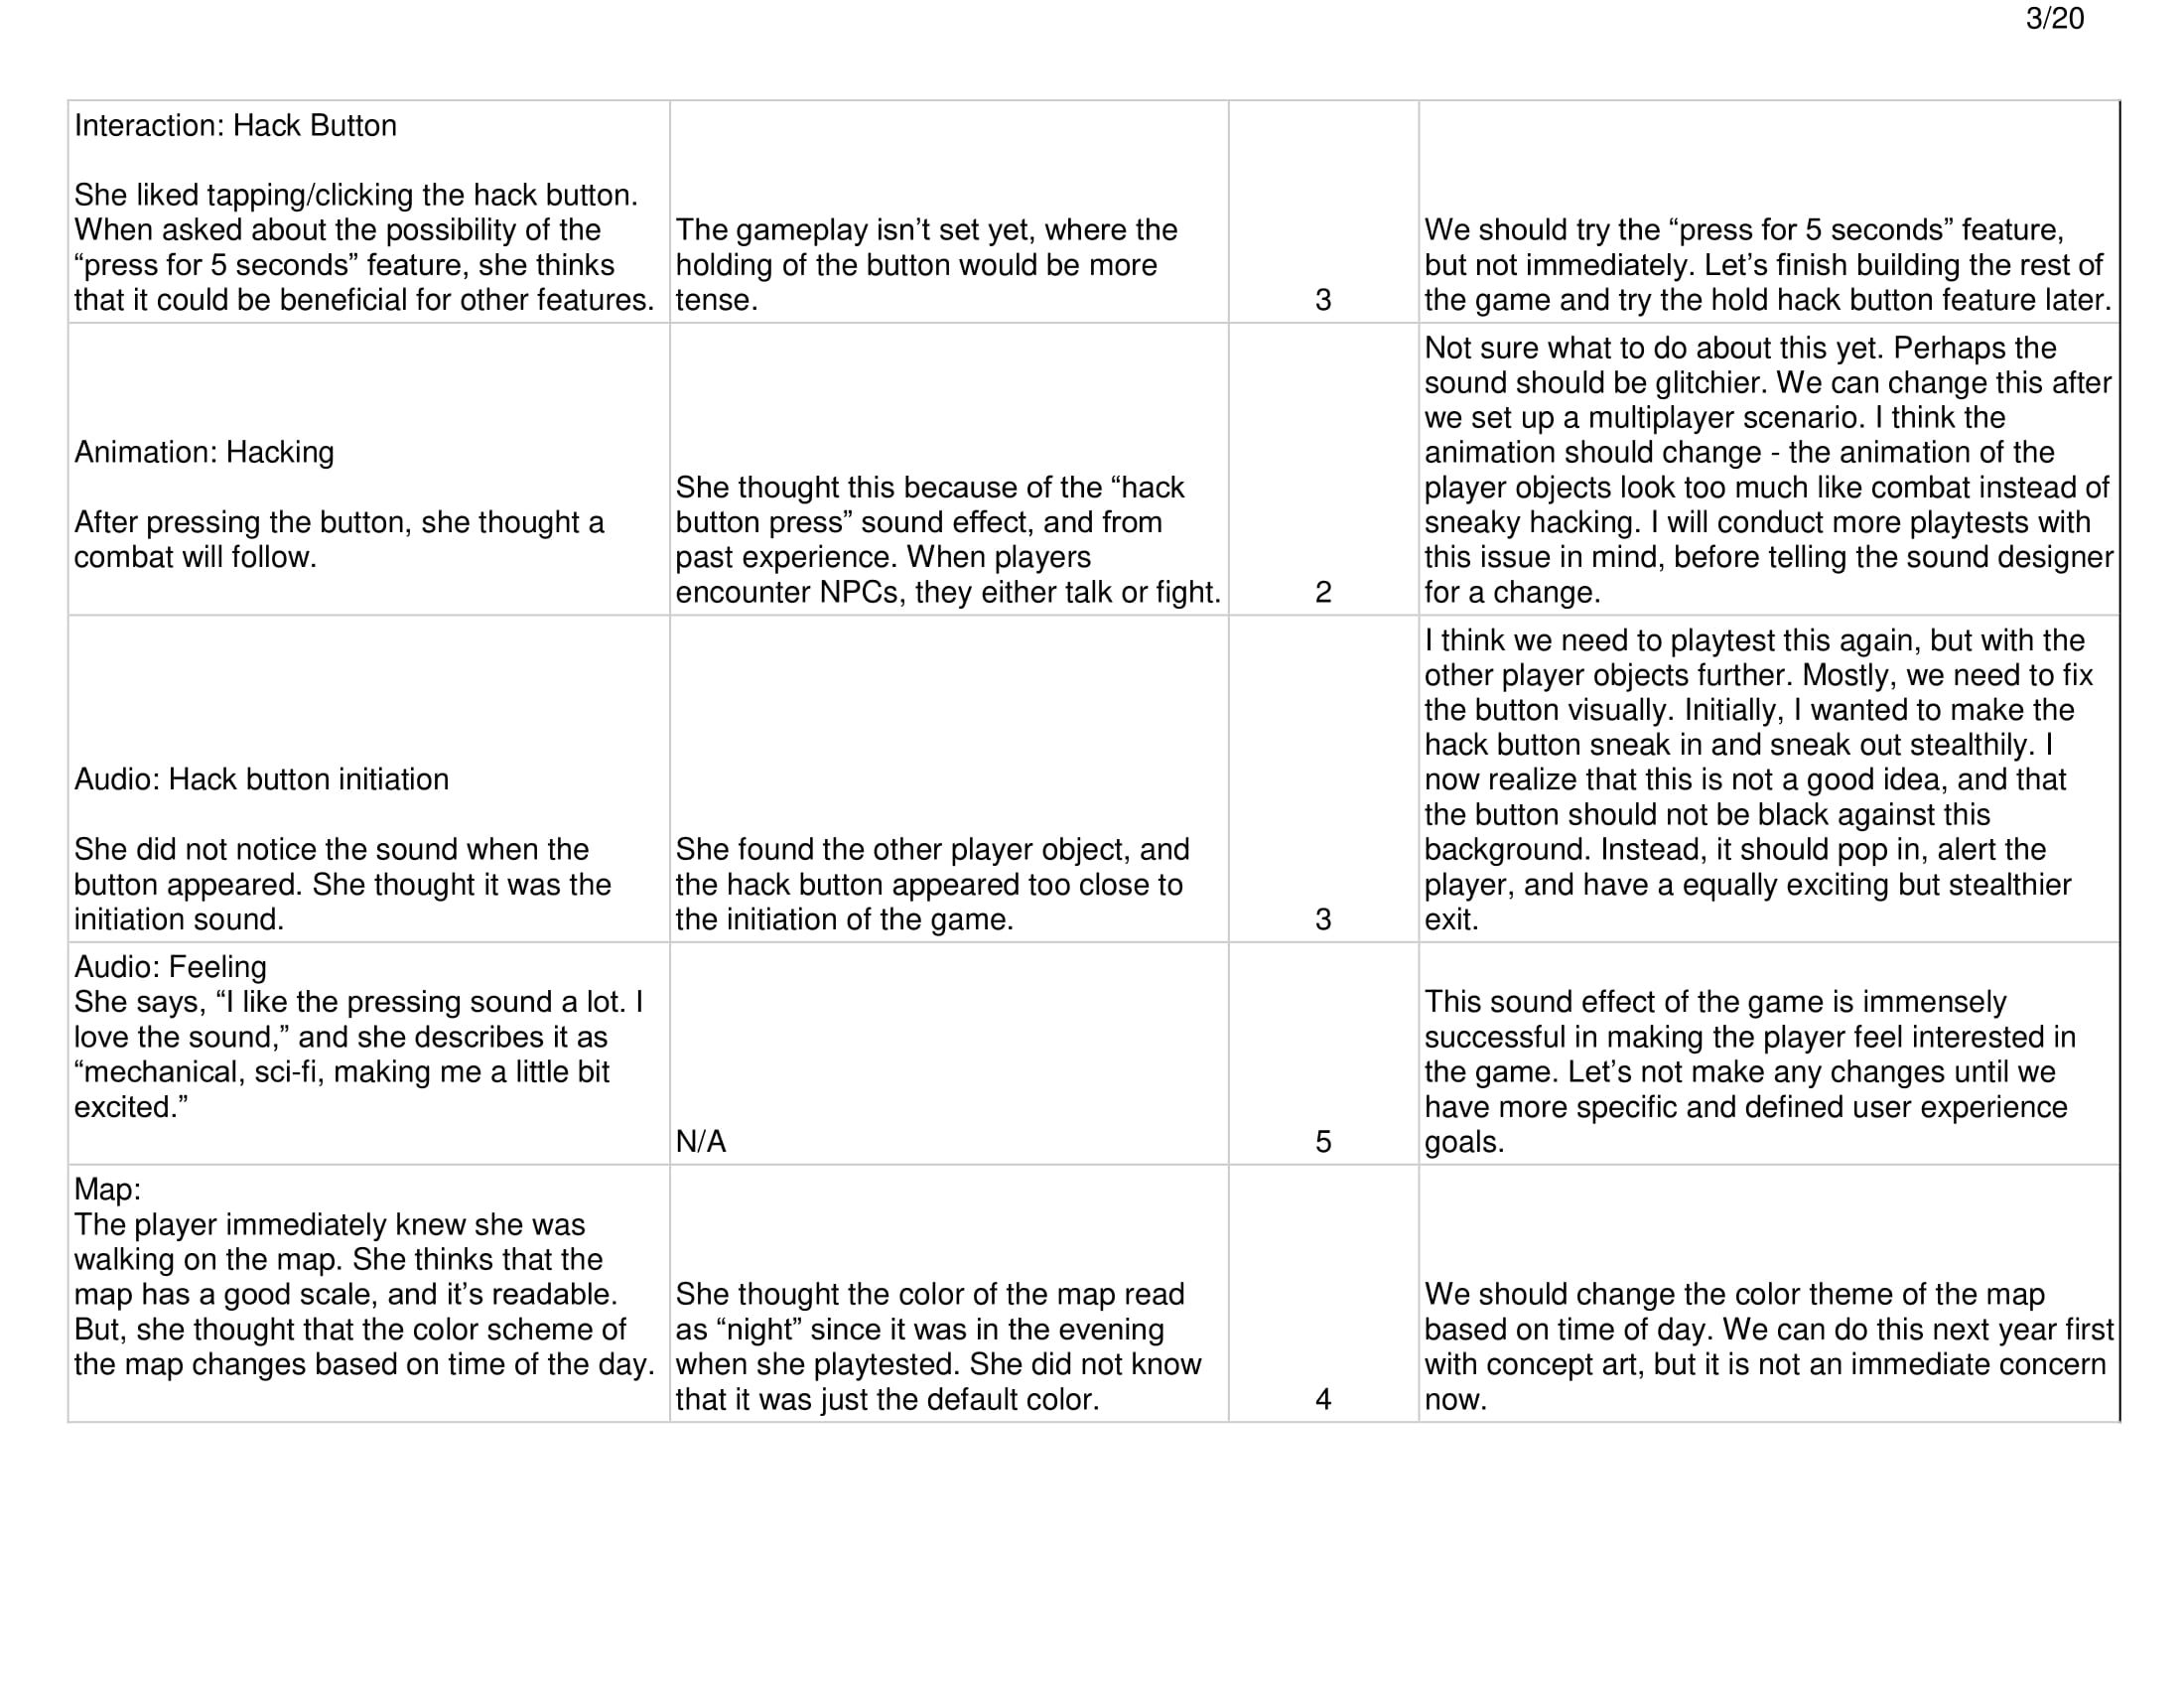 3/20
Interaction: Hack Button
She liked tapping/clicking the hack button.
When asked about the possibility of the
“press for 5 seconds” feature, she thinks
that it could be beneficial for other features.
The gameplay isn’t set yet, where the
holding of the button would be more
tense.
3
We should try the “press for 5 seconds” feature,
but not immediately. Let’s finish building the rest of
the game and try the hold hack button feature later.
Animation: Hacking
After pressing the button, she thought a
combat will follow.
She thought this because of the “hack
button press” sound effect, and from
past experience. When players
encounter NPCs, they either talk or fight.
2
Not sure what to do about this yet. Perhaps the
sound should be glitchier. We can change this after
we set up a multiplayer scenario. I think the
animation should change - the animation of the
player objects look too much like combat instead of
sneaky hacking. I will conduct more playtests with
this issue in mind, before telling the sound designer
for a change.
Audio: Hack button initiation
She did not notice the sound when the
button appeared. She thought it was the
initiation sound.
She found the other player object, and
the hack button appeared too close to
the initiation of the game.
3
I think we need to playtest this again, but with the
other player objects further. Mostly, we need to fix
the button visually. Initially, I wanted to make the
hack button sneak in and sneak out stealthily. I
now realize that this is not a good idea, and that
the button should not be black against this
background. Instead, it should pop in, alert the
player, and have a equally exciting but stealthier
exit.
Audio: Feeling
She says, “I like the pressing sound a lot. I
love the sound,” and she describes it as
“mechanical, sci-fi, making me a little bit
excited.”
N/A
5
This sound effect of the game is immensely
successful in making the player feel interested in
the game. Let’s not make any changes until we
have more specific and defined user experience
goals.
Map:
The player immediately knew she was
walking on the map. She thinks that the
map has a good scale, and it’s readable.
But, she thought that the color scheme of
the map changes based on time of the day.
She thought the color of the map read
as “night” since it was in the evening
when she playtested. She did not know
that it was just the default color.
4
We should change the color theme of the map
based on time of day. We can do this next year first
with concept art, but it is not an immediate concern
now.